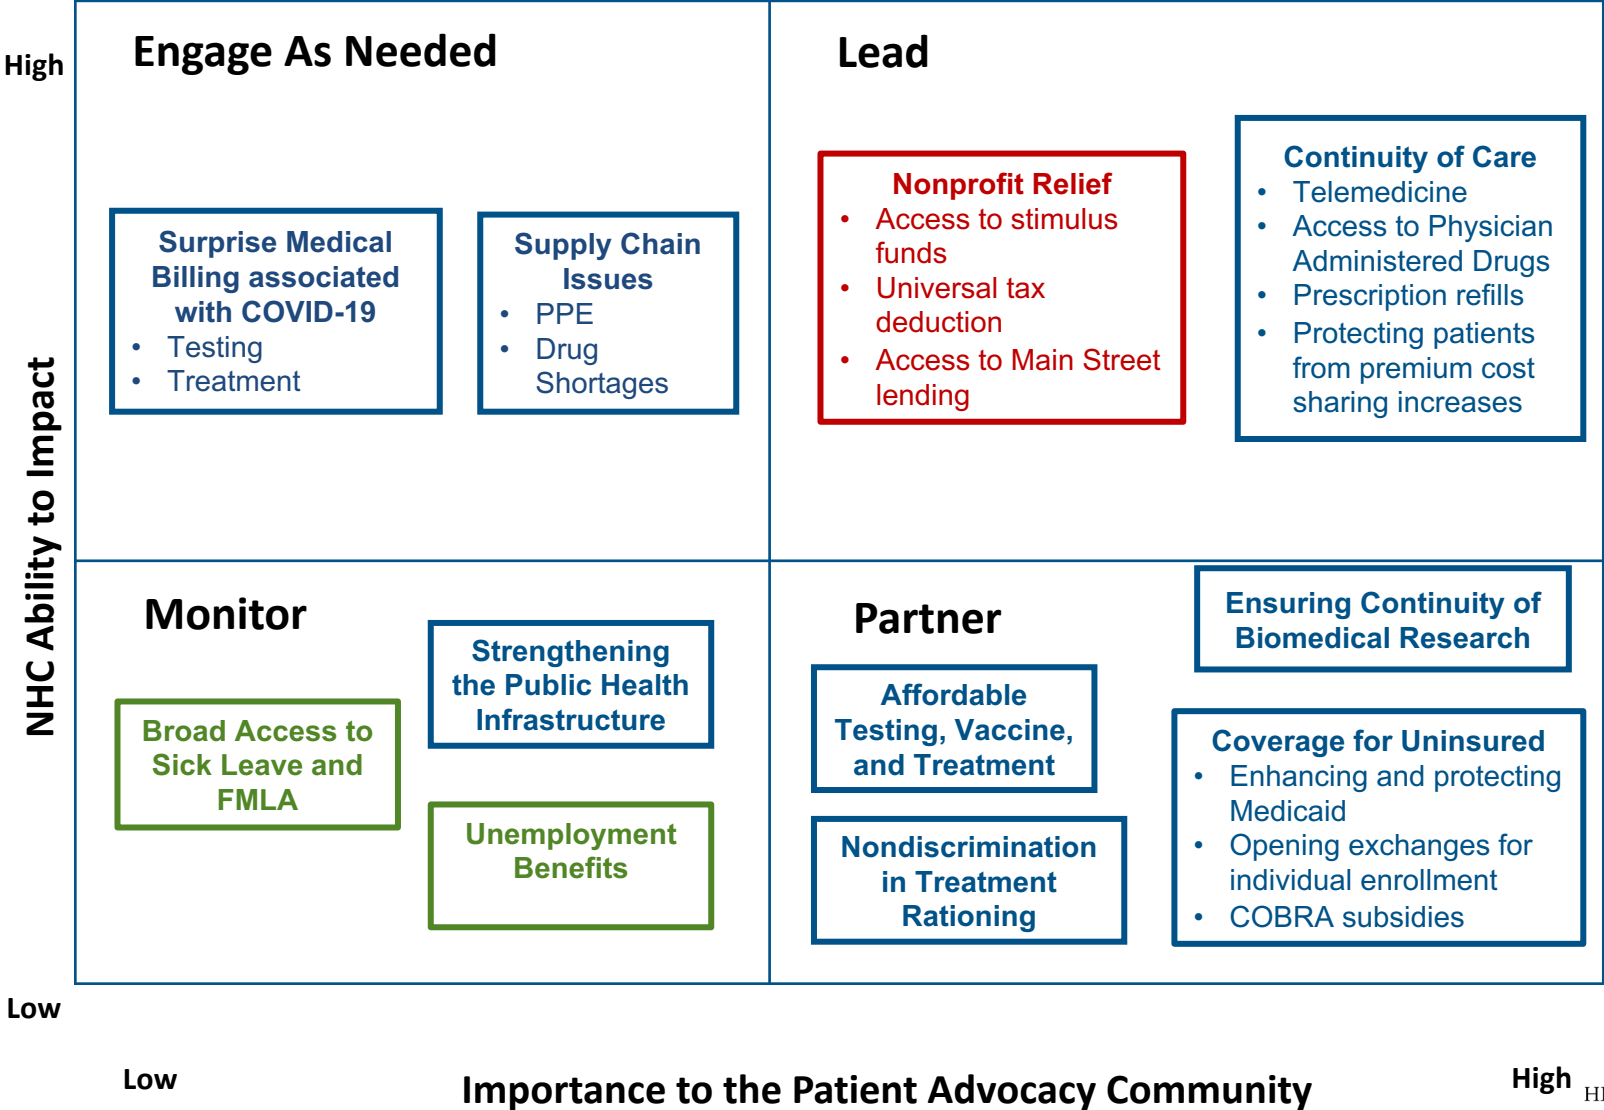 High
Engage As Needed
Surprise Medical
Billing associated
with COVID-19
• Testing
• Treatment
Supply Chain
Issues
• PPE
• Drug
Shortages
Lead
Nonprofit Relief
• Access to stimulus
funds
• Universal tax
deduction
• Access to Main Street
lending
Continuity of Care
• Telemedicine
• Access to Physician
Administered Drugs
• Prescription refills
• Protecting patients
from premium cost
sharing increases
NHC Ability to Impact
Monitor
Broad Access to
Sick Leave and
FMLA
Strengthening
the Public Health
Infrastructure
Unemployment
Benefits
Partner
Affordable
Testing, Vaccine,
and Treatment
Nondiscrimination
in Treatment
Rationing
Ensuring Continuity of
Biomedical Research
Coverage for Uninsured
• Enhancing and protecting
Medicaid
• Opening exchanges for
individual enrollment
• COBRA subsidies
Low
Low
Importance to the Patient Advocacy Community
High